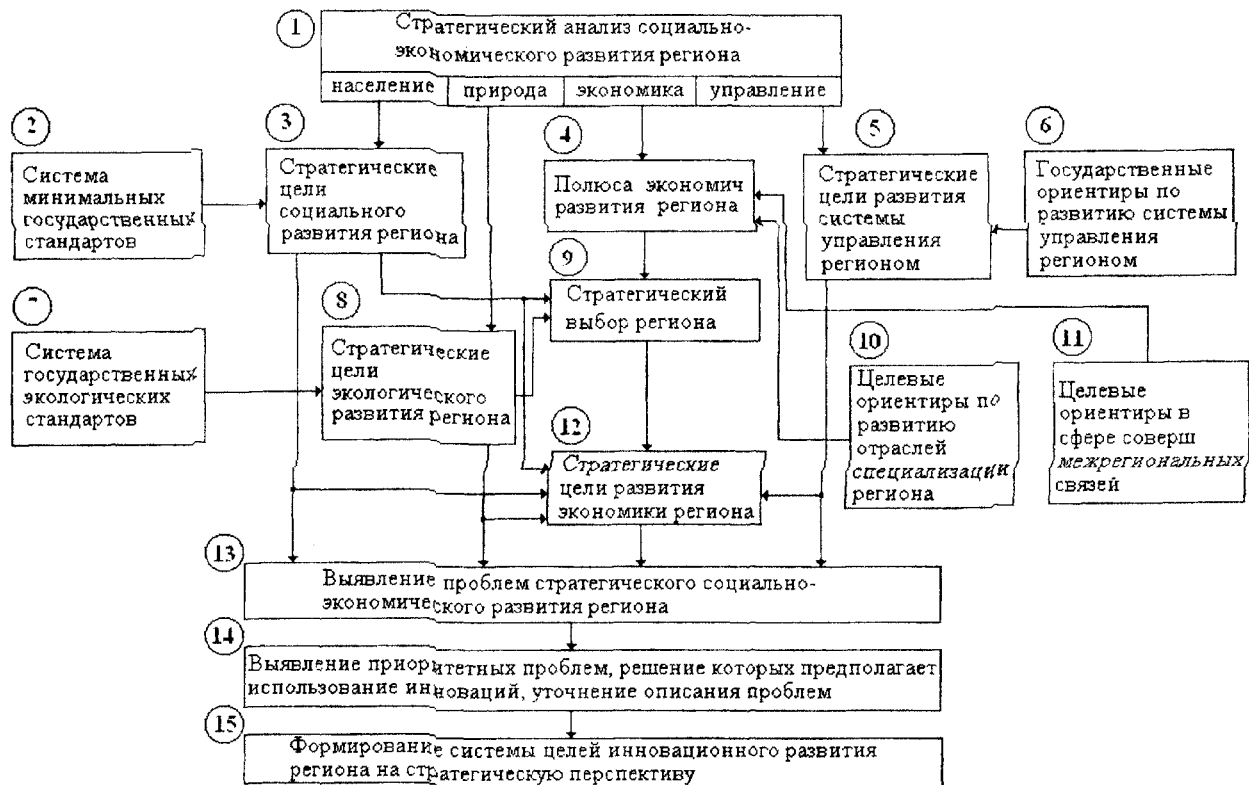 1
Стратегический анализ социально-
экономического развития региона
население природа экономика управление
2
Система
минимальных
государственных
стандартов
3
Стратегические
цели
социального
развития региона
4
Полюса экономич
развития региона
5
Стратегические
цели развития
системы
управления
регионом
6
Государственные
ориентиры по
развитию системы
управления
регионом
7
Система
государственных
экологических
стандартов
8
Стратегические
цели
экологического
развития региона
9
Стратегический
выбор региона
10
Целевые
ориентиры по
развитию
отраслей
специализации
региона
11
Целевые
ориентиры в
сфере соверш
межрегиональных
связей
12
Стратегические
цели развития
экономики региона
13
Выявление проблем стратегического социально-
экономического развития региона
14
Выявление приоритетных проблем, решение которых предполагает
использование инноваций, уточнение описания проблем
15
Формирование системы целей инновационного развития
региона на стратегическую перспективу